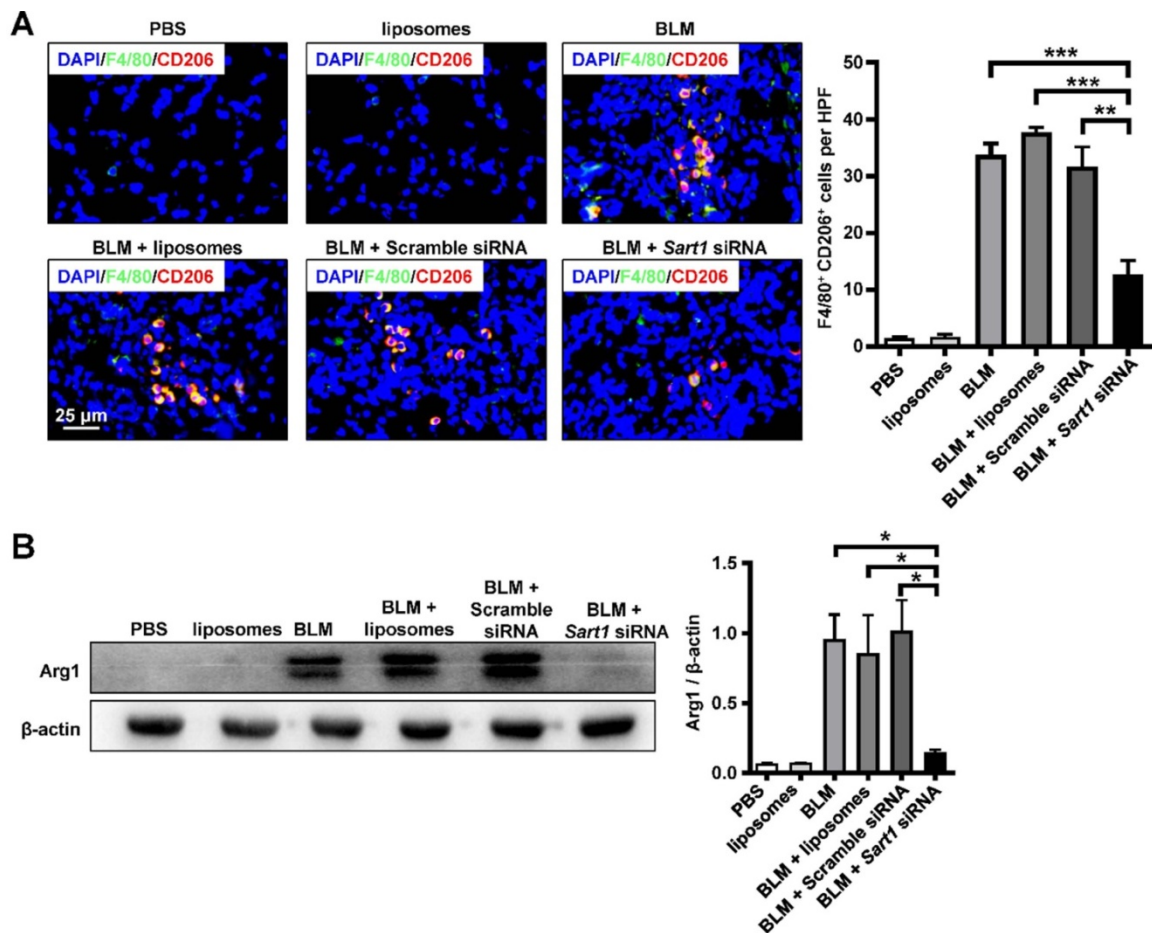 A
PBS
liposomes
BLM
DAPI/F4/80/CD206
DAPI/F4/80/CD206
DAPI/F4/80/CD206
BLM + liposomes
BLM + Scramble siRNA
BLM + Sart1 siRNA
DAPI/F4/80/CD206
DAPI/F4/80/CD206
DAPI/F4/80/CD206
25 μm
F4/80+ CD206+ cells per HPF
50
40
30
20
10
0
***
***
**
PBS
liposomes
BLM
BLM + liposomes
BLM + Scramble siRNA
BLM + Sart1 siRNA
B
PBS
liposomes
BLM
BLM +
liposomes
BLM +
Scramble
siRNA
BLM +
Sart1 siRNA
Arg1
β-actin
Arg1 / β-actin
1.5
1.0
0.5
0.0
*
*
*
PBS
liposomes
BLM
BLM + liposomes
BLM + Scramble siRNA
BLM + Sart1 siRNA